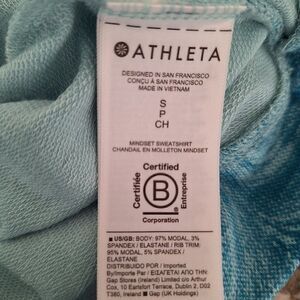 ATHLETA
DESIGNED IN SAN FRANCISCO
CONÇU À SAN FRANCISCO
MADE IN VIETNAM
S
P
CH
MINDSET SWEATSHIRT
CHANDAIL EN MOLLETON MINDSET
Certified
Certifiée
B
Entreprise
Corporation
■ US/GB: BODY: 97% MODAL, 3%
SPANDEX / ELASTANE / RIB TRIM:
95% MODAL, 5% SPANDEX /
ELASTANE
DISTRIBUIDO POR / Imported
By/Importé Par / ΕΙΣΑΓΕΤΑΙ ΑΠΟ ΤΗΝ:
Gap Stores (Ireland) Limited c/o Arthur
Cox, 10 Earlsfort Terrace, Dublin 2, D02
T380, Ireland ■ Gap (UK Holdings)